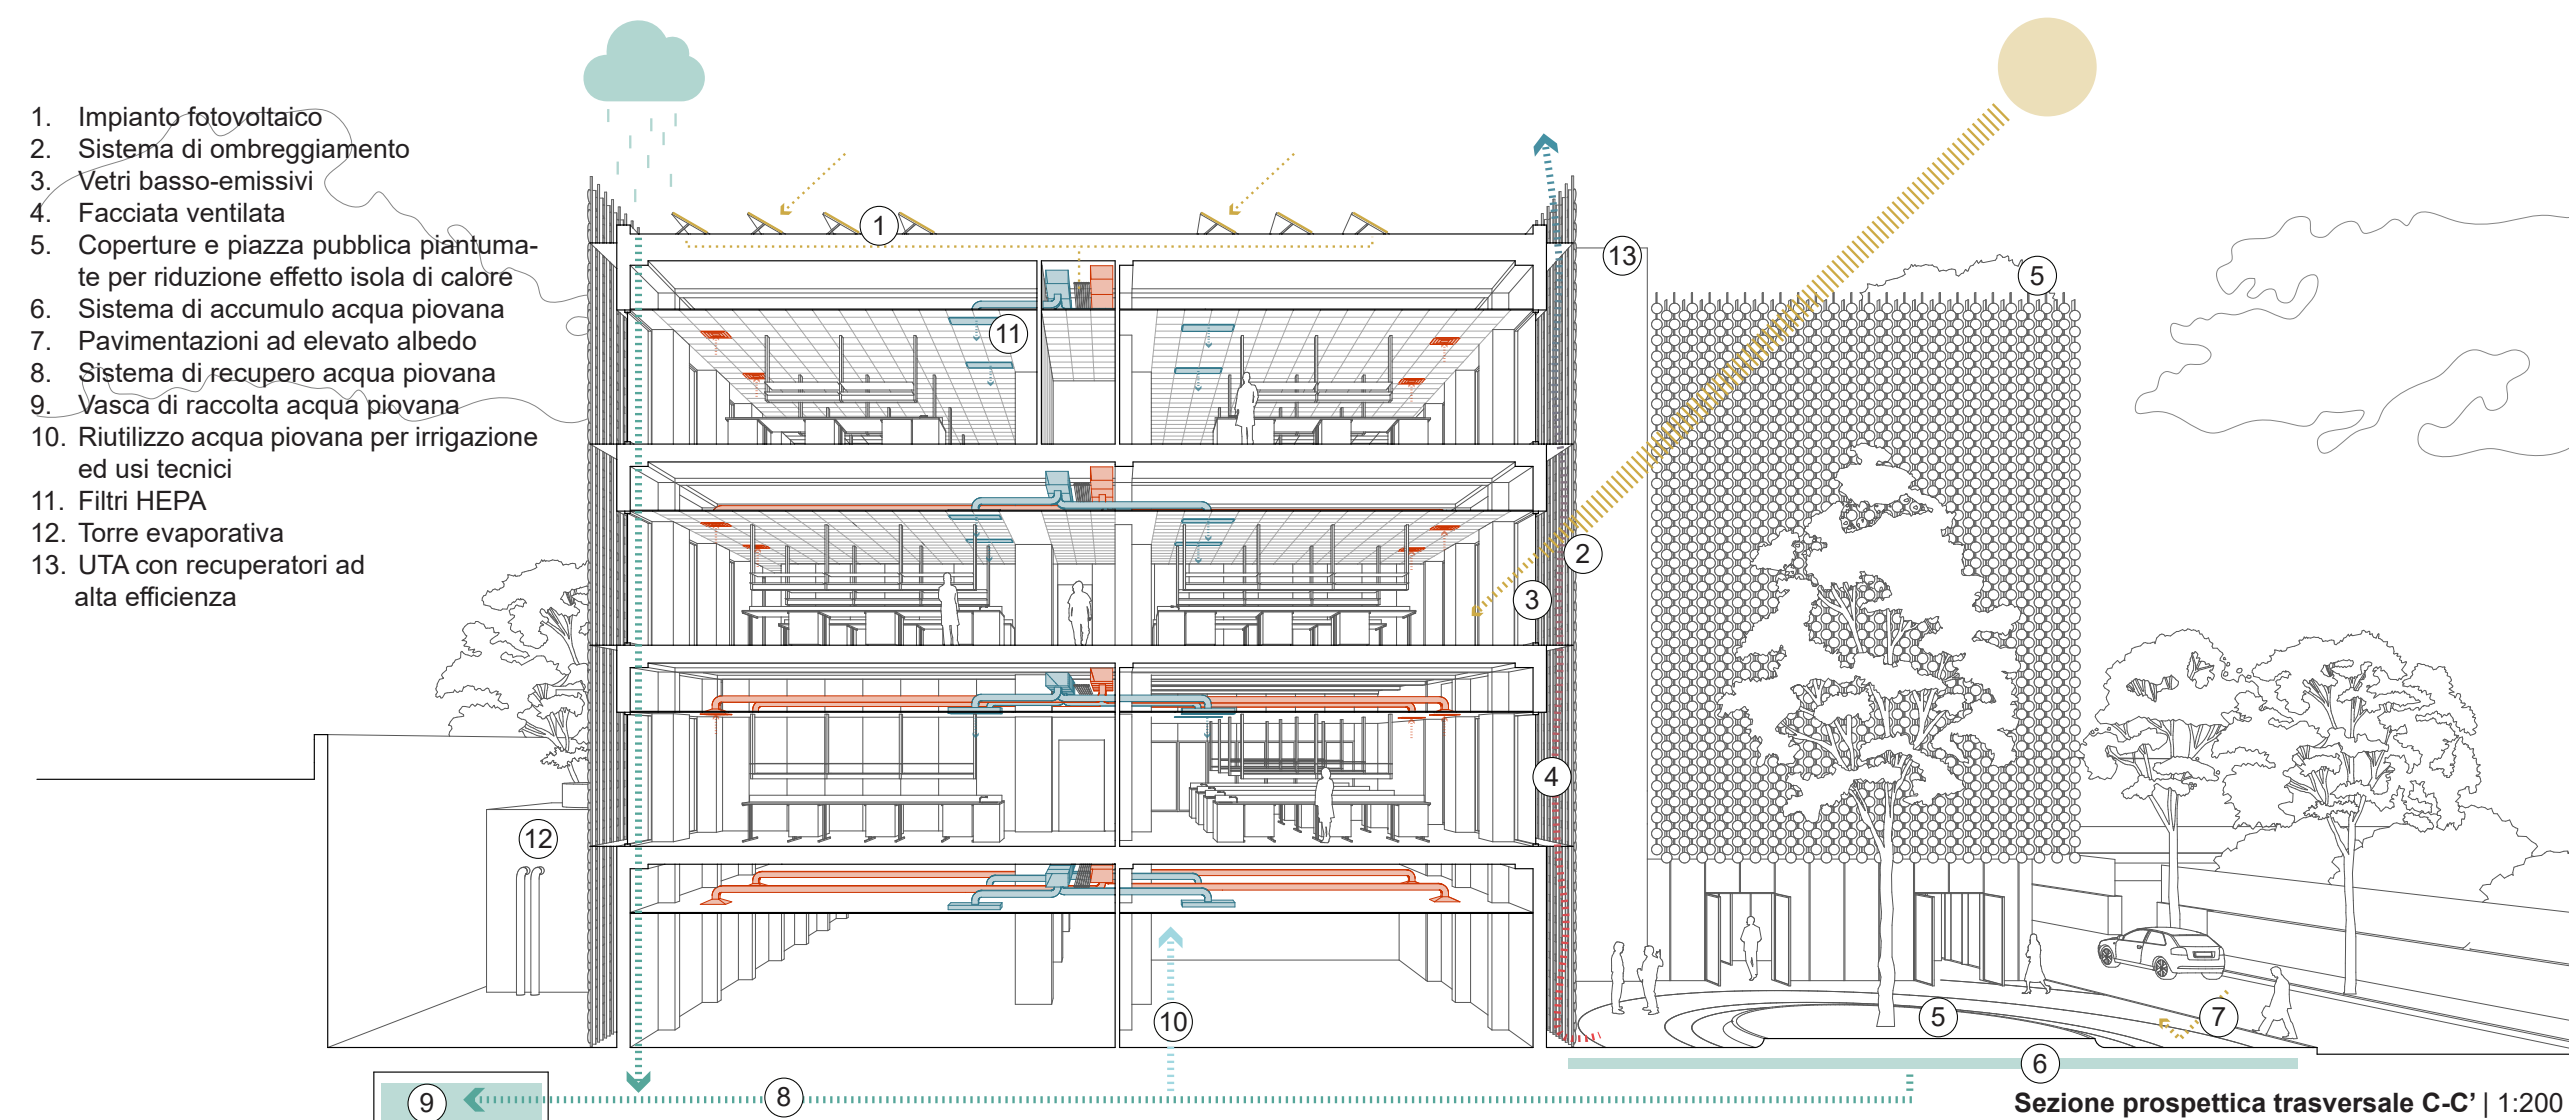 1. Impianto fotovoltaico
2. Sistema di ombreggiamento
3. Vetri basso-emissivi
4. Facciata ventilata
5. Coperture e piazza pubblica piantuma-
te per riduzione effetto isola di calore
6. Sistema di accumulo acqua piovana
7. Pavimentazioni ad elevato albedo
8. Sistema di recupero acqua piovana
9. Vasca di raccolta acqua piovana
10. Riutilizzo acqua piovana per irrigazione
ed usi tecnici
11. Filtri HEPA
12. Torre evaporativa
13. UTA con recuperatori ad
alta efficienza
1
13
5
11
2
3
4
12
10
5
7
6
9
8
Sezione prospettica trasversale C-C' | 1:200